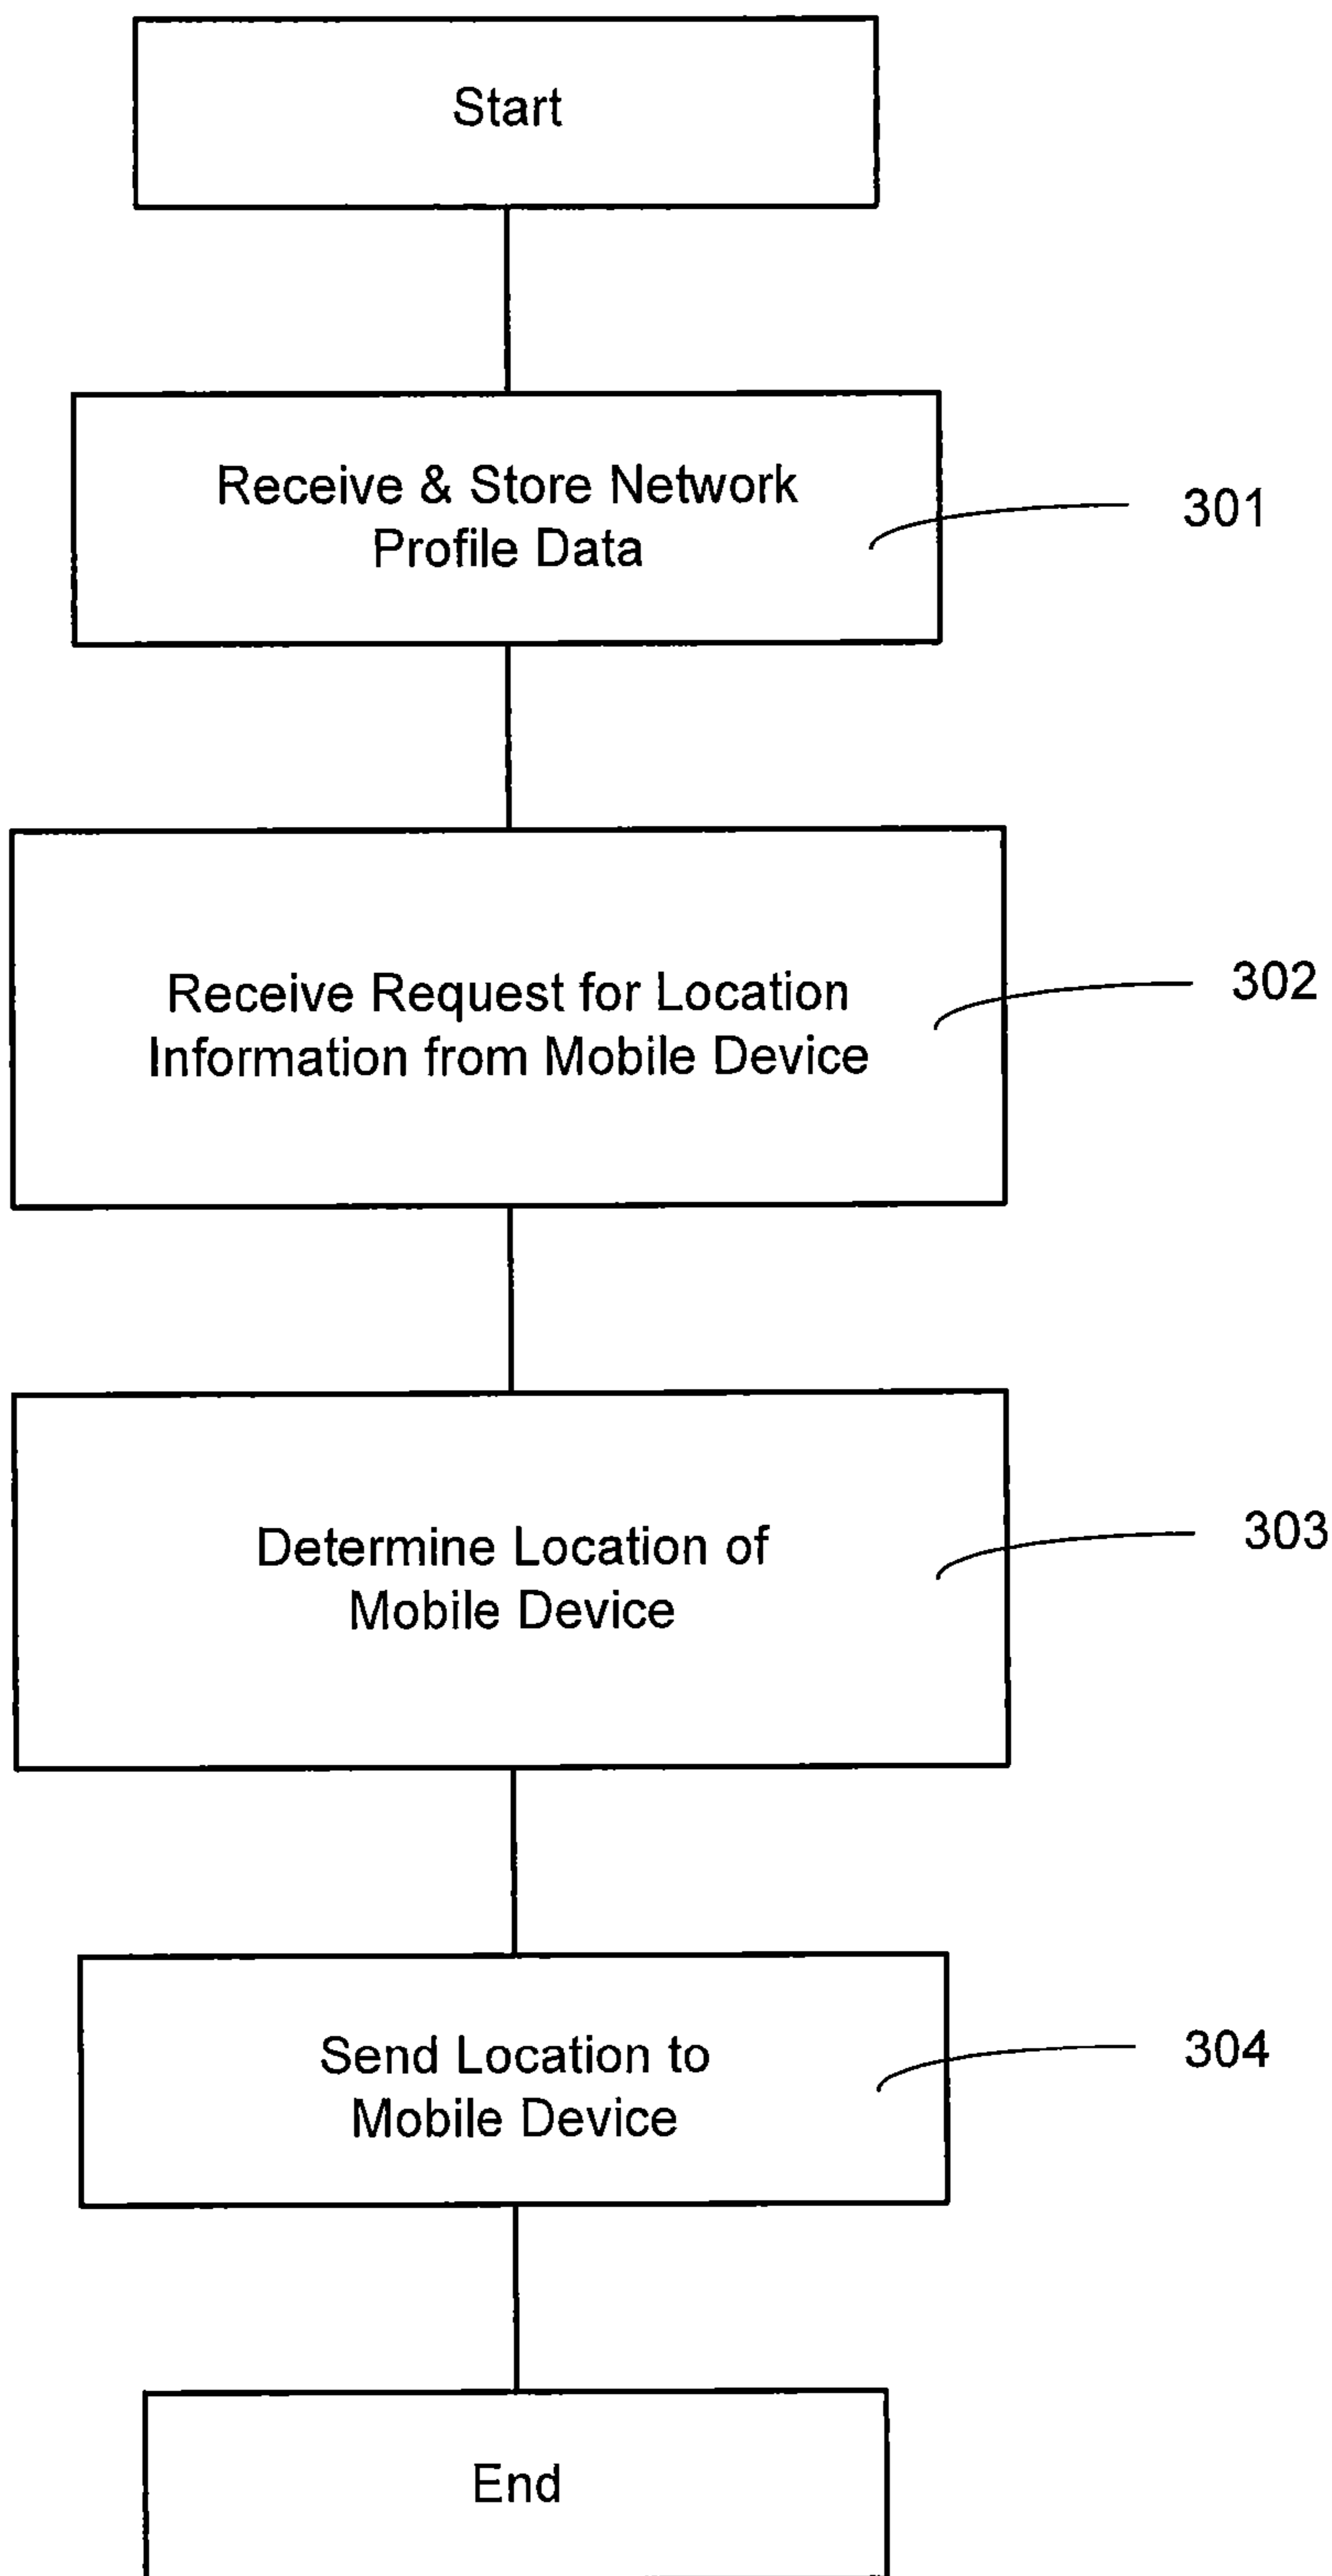 Start
Receive & Store Network
Profile Data
301
Receive Request for Location
Information from Mobile Device
302
Determine Location of
Mobile Device
303
Send Location to
Mobile Device
304
End